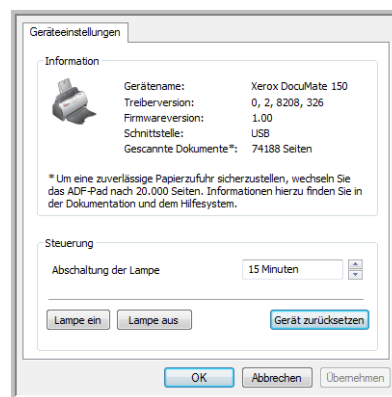 Geräteeinstellungen
Information
Gerätename: Xerox DocuMate 150
Treiberversion: 0, 2, 8208, 326
Firmwareversion: 1.00
Schnittstelle: USB
Gescannte Dokumente*: 74188 Seiten
* Um eine zuverlässige Papierzufuhr sicherzustellen, wechseln Sie
das ADF-Pad nach 20.000 Seiten. Informationen hierzu finden Sie in
der Dokumentation und dem Hilfesystem.
Steuerung
Abschaltung der Lampe 15 Minuten
Lampe ein Lampe aus Gerät zurücksetzen
OK Abbrechen Übernehmen